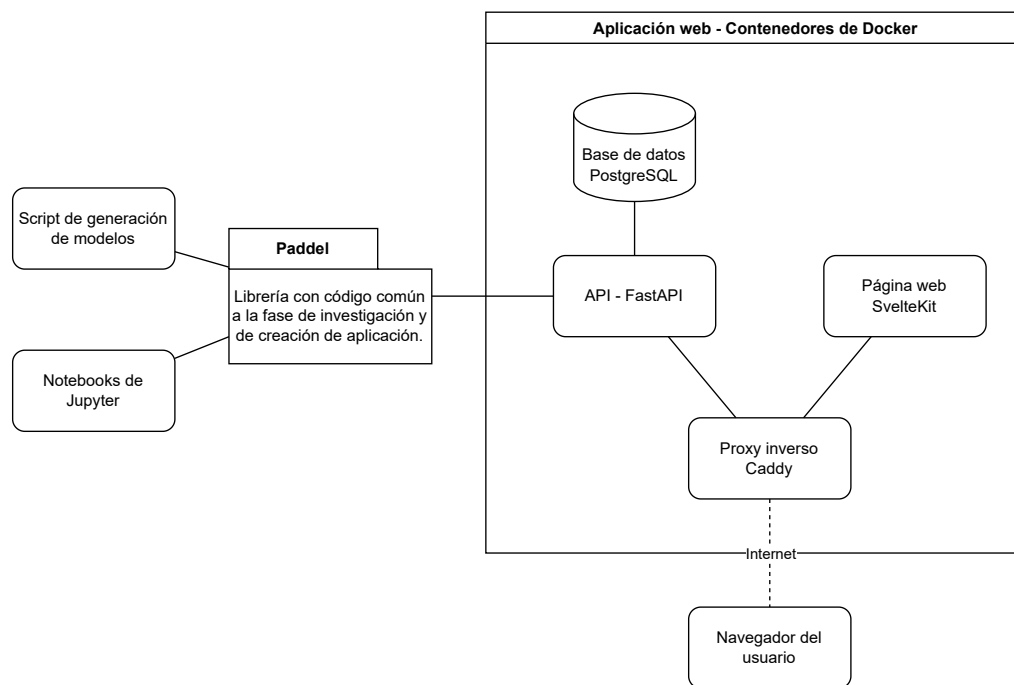 Aplicación web - Contenedores de Docker
Base de datos
PostgreSQL
Script de generación
de modelos
Paddel
Librería con código común
a la fase de investigación y
de creación de aplicación.
API - FastAPI
Página web
SvelteKit
Notebooks de
Jupyter
Proxy inverso
Caddy
Internet
Navegador del
usuario